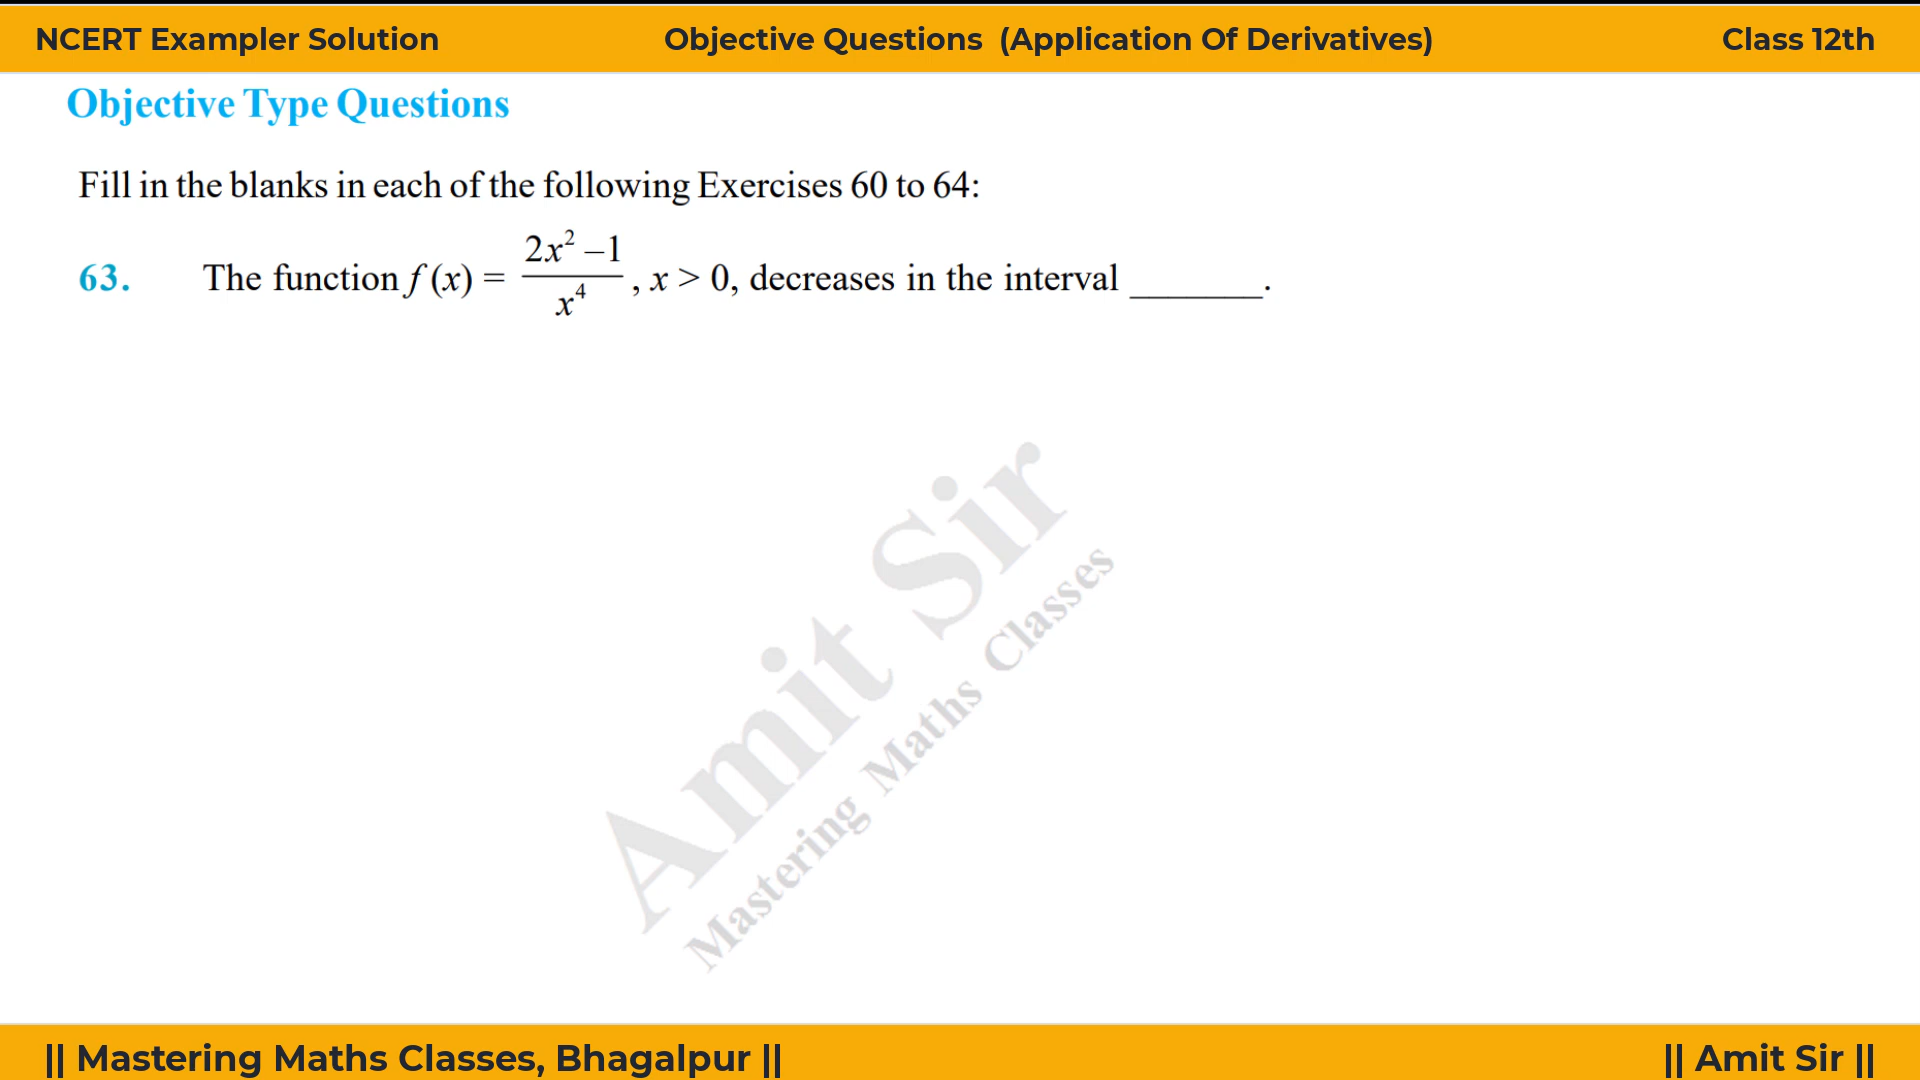 NCERT Exampler Solution Objective Questions (Application Of Derivatives) Class 12th
Objective Type Questions
Fill in the blanks in each of the following Exercises 60 to 64:
63. The function f (x) = (2x² –1)/x⁴ , x > 0, decreases in the interval _______.
Amit Sir
Mastering Maths Classes
|| Mastering Maths Classes, Bhagalpur || || Amit Sir ||